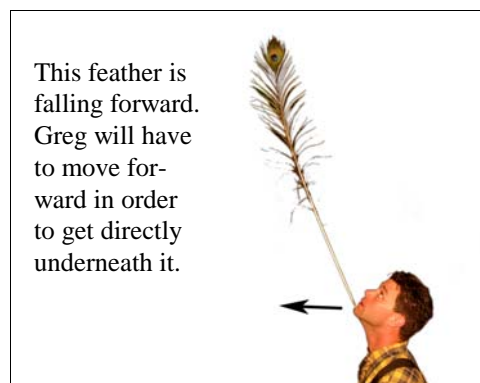 This feather is
falling forward.
Greg will have
to move for-
ward in order
to get directly
underneath it.